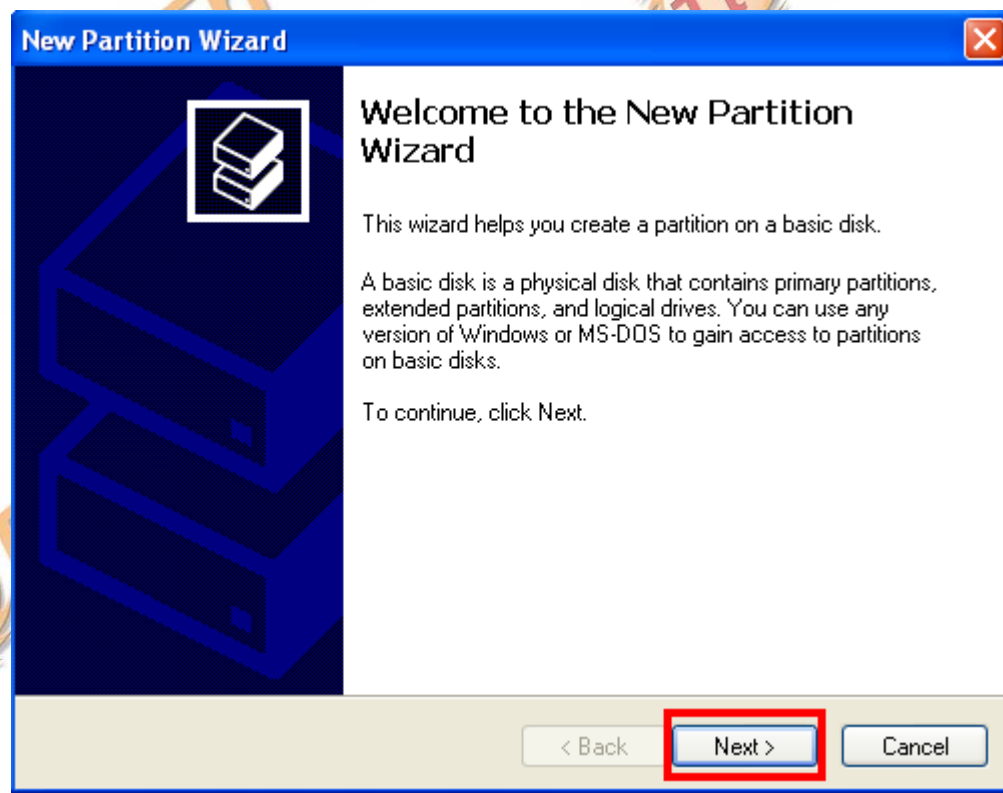 New Partition Wizard
Welcome to the New Partition
Wizard
This wizard helps you create a partition on a basic disk.
A basic disk is a physical disk that contains primary partitions,
extended partitions, and logical drives. You can use any
version of Windows or MS-DOS to gain access to partitions
on basic disks.
To continue, click Next.
< Back
Next >
Cancel